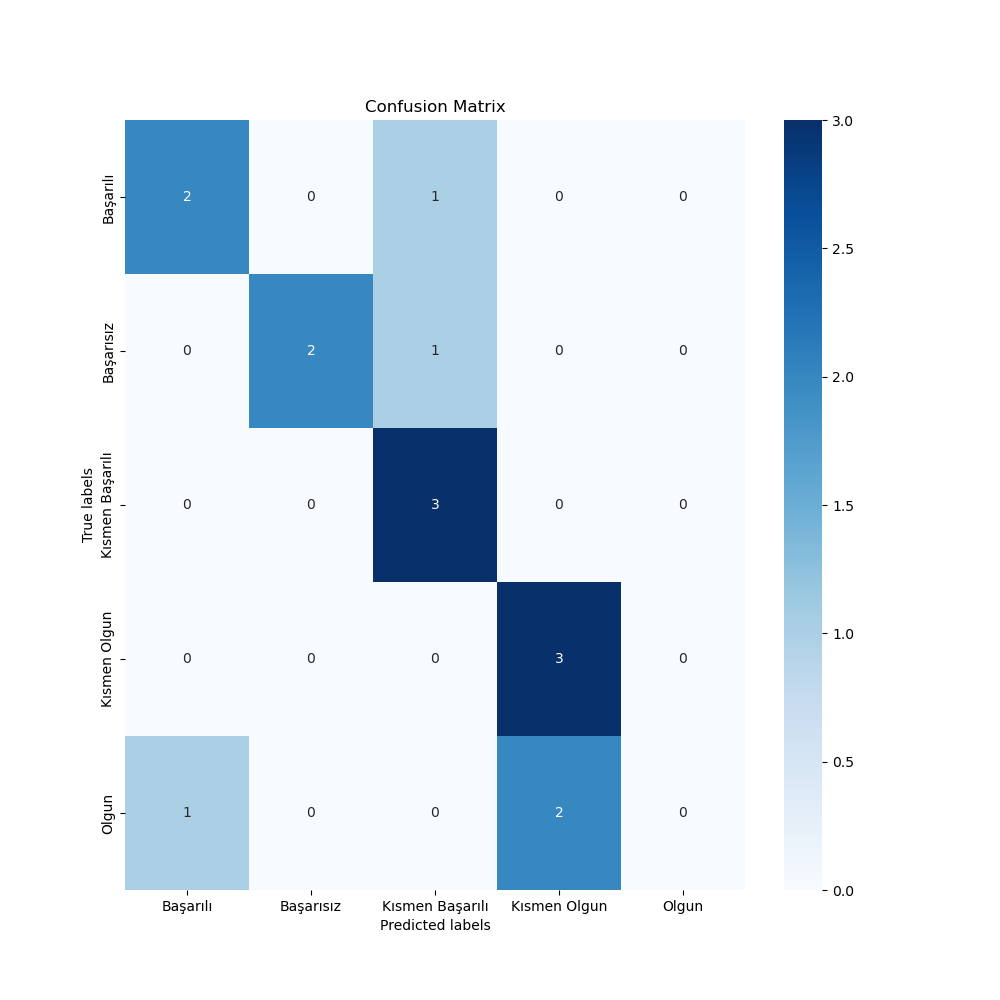 Confusion Matrix
True labels
Başarılı
2 0 1 0 0
Başarısız
0 2 1 0 0
Kısmen Başarılı
0 0 3 0 0
Kısmen Olgun
0 0 0 3 0
Olgun
1 0 0 2 0
Başarılı Başarısız Kısmen Başarılı Kısmen Olgun Olgun
Predicted labels
3.0
2.5
2.0
1.5
1.0
0.5
0.0